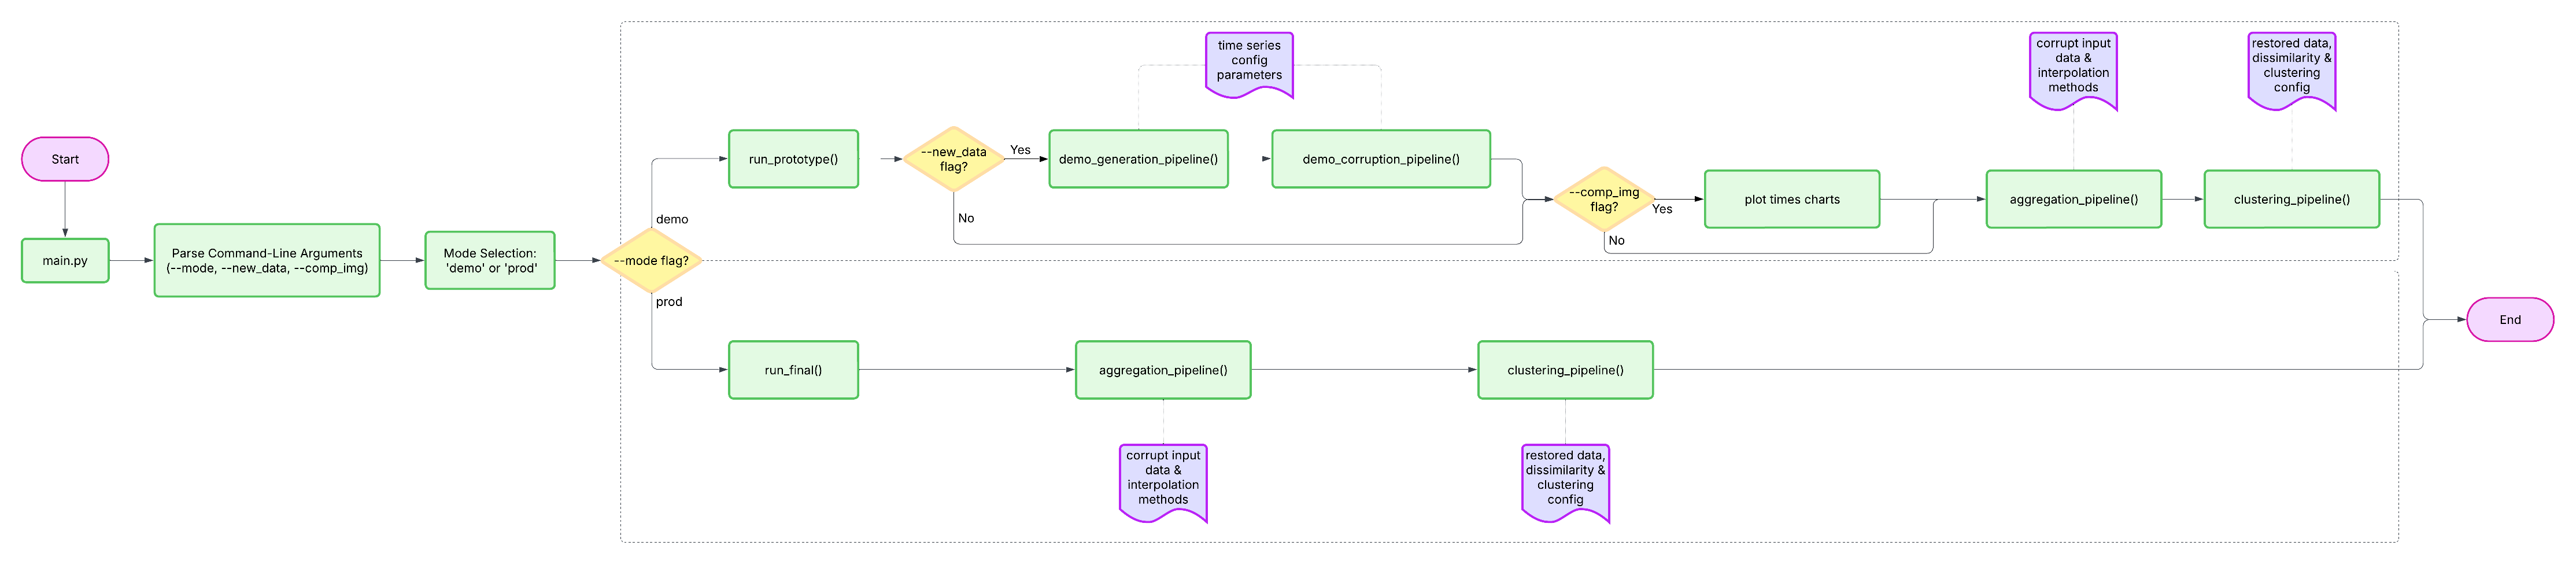 Start
main.py
Parse Command-Line Arguments
(--mode, --new_data, --comp_img)
Mode Selection:
'demo' or 'prod'
--mode flag?
demo
prod
run_prototype()
--new_data
flag?
Yes
No
time series
config
parameters
demo_generation_pipeline()
demo_corruption_pipeline()
--comp_img
flag?
Yes
No
plot times charts
corrupt input
data &
interpolation
methods
aggregation_pipeline()
restored data,
dissimilarity &
clustering
config
clustering_pipeline()
run_final()
aggregation_pipeline()
corrupt input
data &
interpolation
methods
clustering_pipeline()
restored data,
dissimilarity &
clustering
config
End